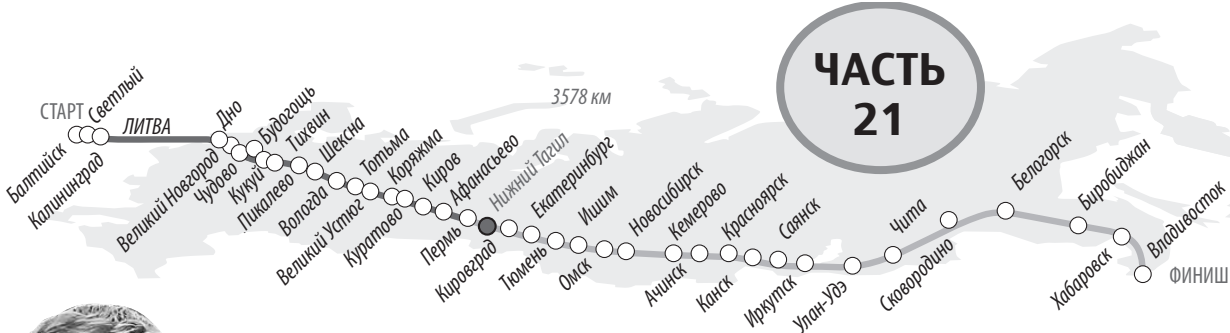 ЧАСТЬ
21
3578 км
СТАРТ
Балтийск
Светлый
Калининград
ЛИТВА
Дно
Великий Новгород
Чудово
Будогощь
Кукуй
Тихвин
Пикалево
Шексна
Вологда
Тотьма
Великий Устюг
Коряжма
Куратово
Киров
Афанасьево
Пермь
Нижний Тагил
Кировград
Екатеринбург
Тюмень
Ишим
Омск
Новосибирск
Ачинск
Кемерово
Канск
Красноярск
Иркутск
Саянск
Улан-Удэ
Чита
Сковородино
Белогорск
Биробиджан
Хабаровск
Владивосток
ФИНИШ